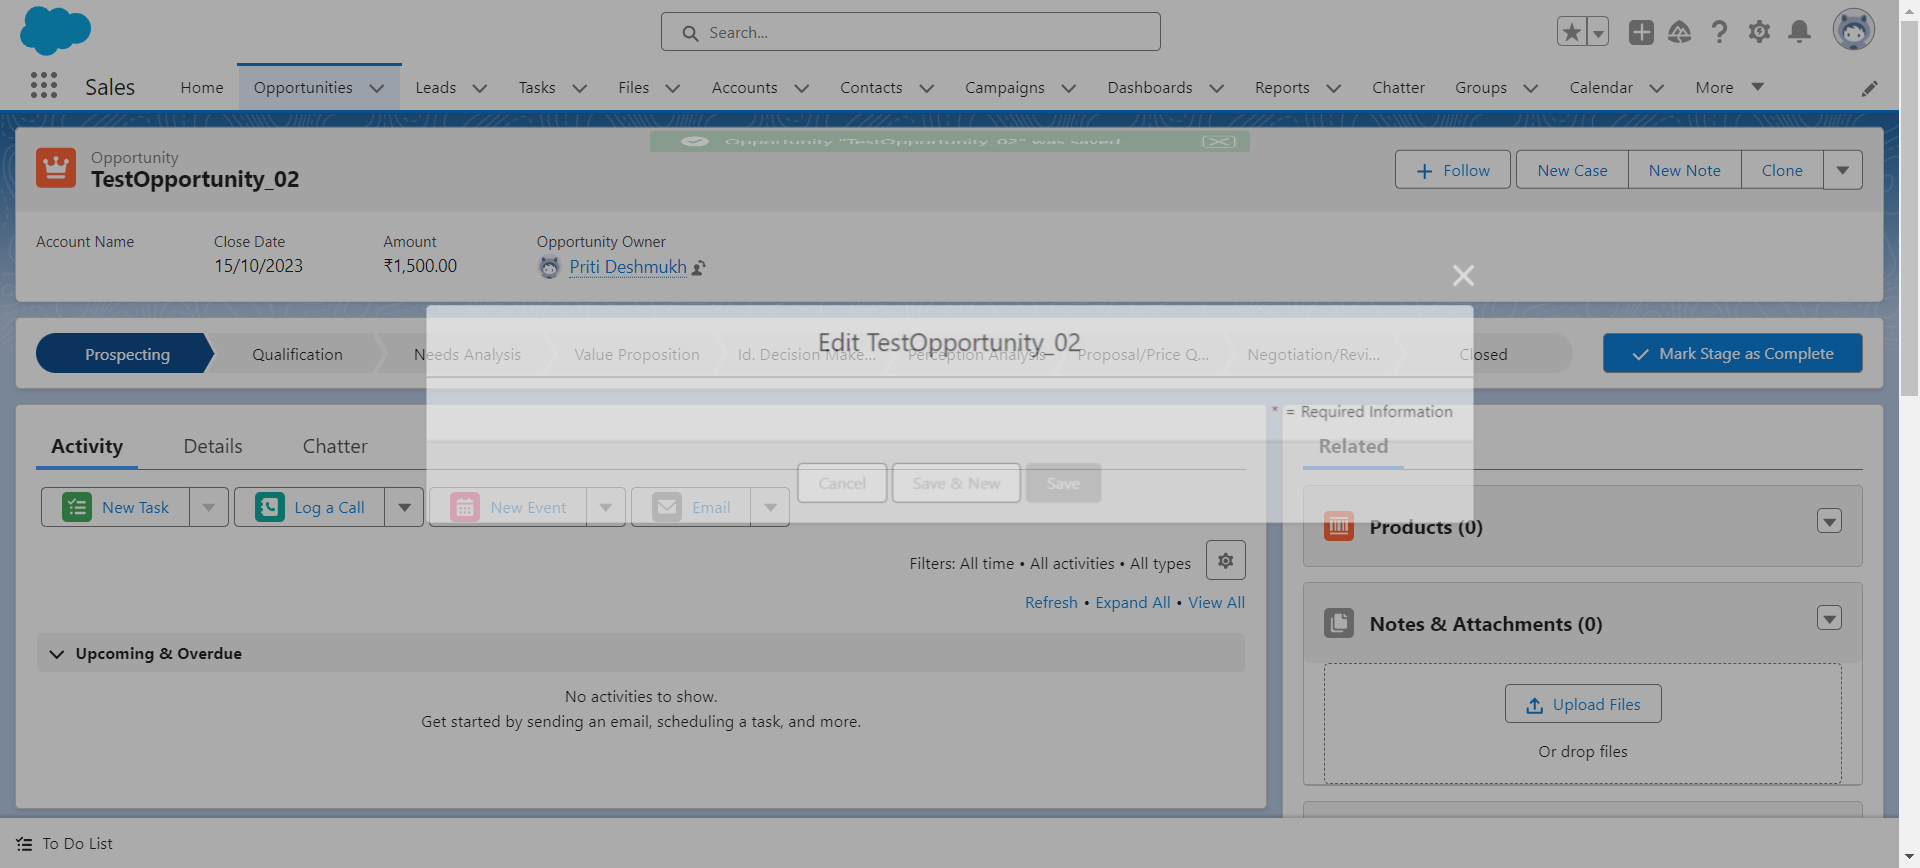 Search...
Sales
Home
Opportunities
Leads
Tasks
Files
Accounts
Contacts
Campaigns
Dashboards
Reports
Chatter
Groups
Calendar
More
Opportunity "TestOpportunity_02" was saved.
Opportunity
TestOpportunity_02
Follow
New Case
New Note
Clone
Account Name
Close Date
Amount
Opportunity Owner
15/10/2023
₹1,500.00
Priti Deshmukh
Edit TestOpportunity_02
Prospecting
Qualification
Needs Analysis
Value Proposition
Id. Decision Make...
Perception Analysis
Proposal/Price Q...
Negotiation/Revi...
Closed
Mark Stage as Complete
* = Required Information
Activity
Details
Chatter
Related
Cancel
Save & New
Save
New Task
Log a Call
New Event
Email
Products (0)
Filters: All time • All activities • All types
Refresh • Expand All • View All
Notes & Attachments (0)
Upcoming & Overdue
No activities to show.
Get started by sending an email, scheduling a task, and more.
Upload Files
Or drop files
To Do List